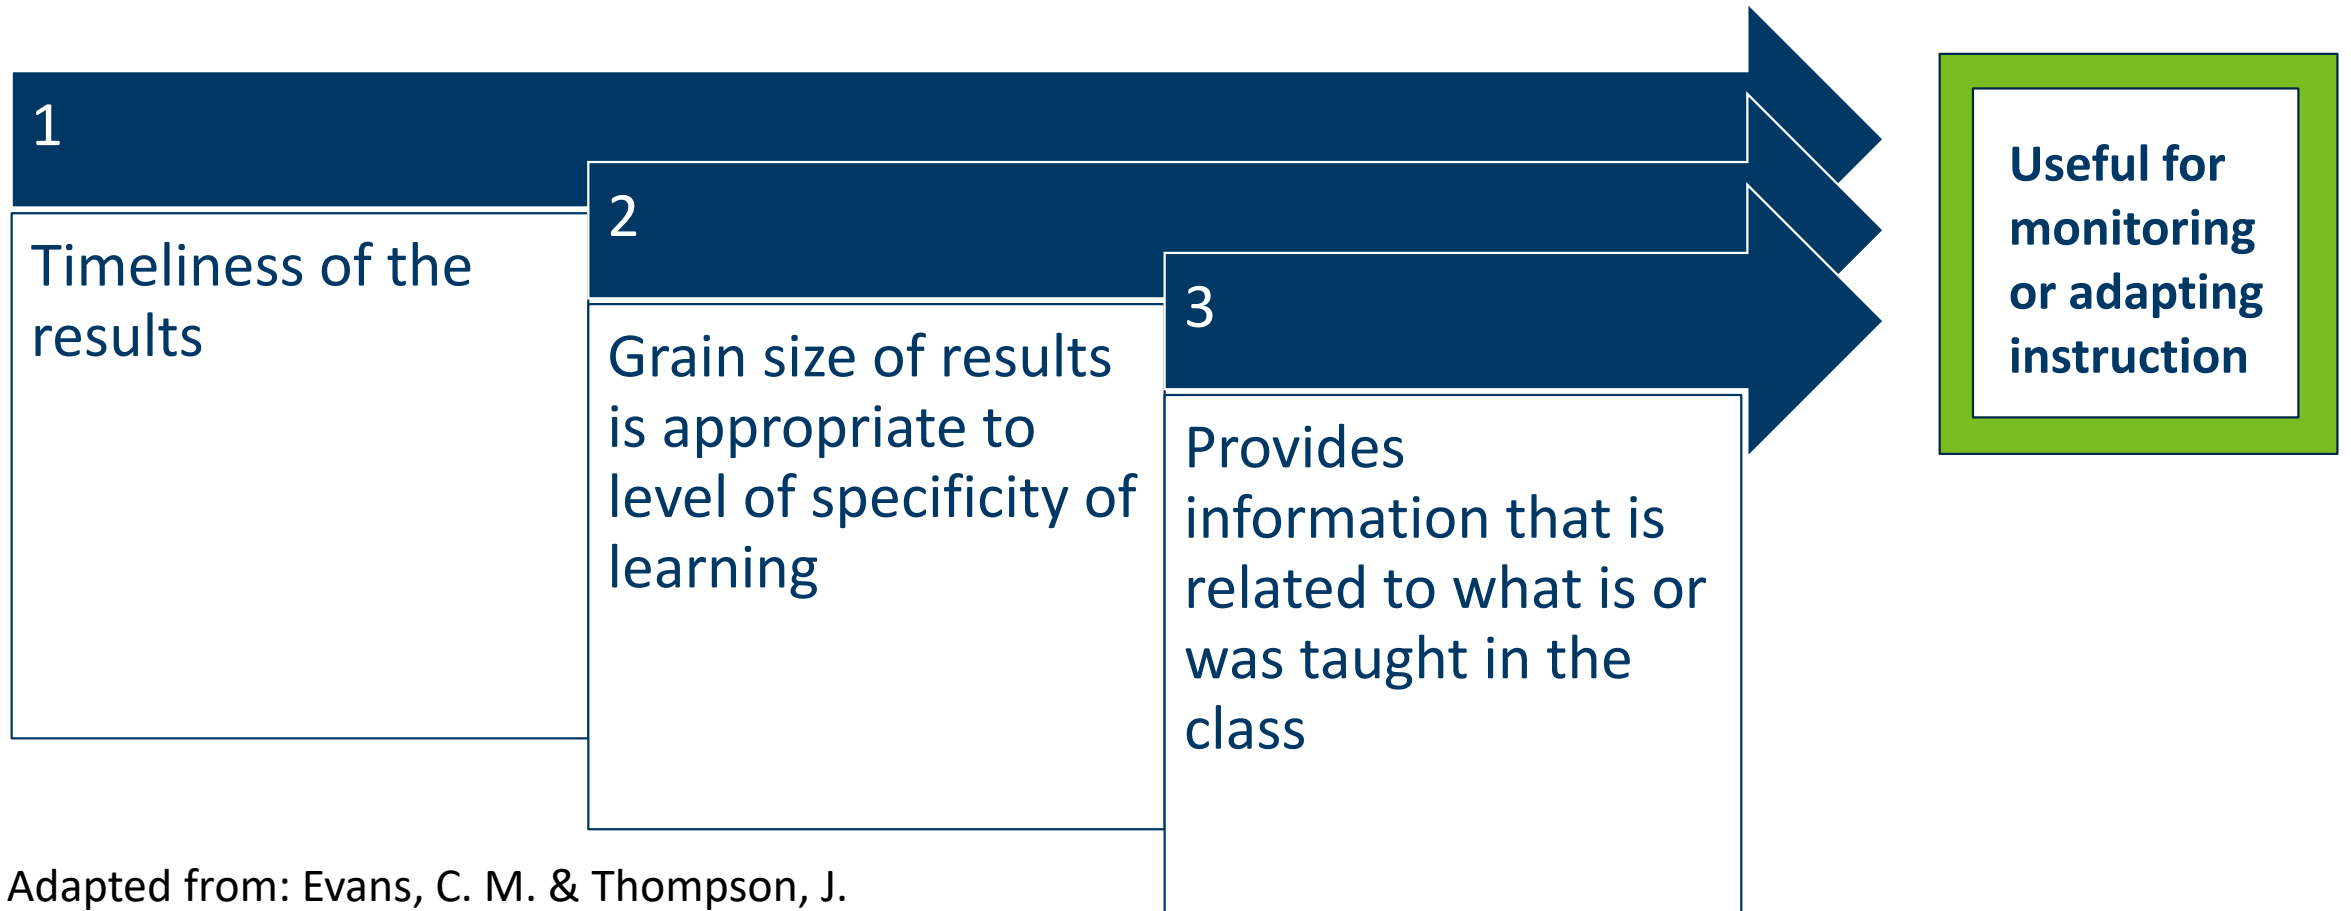 1
Timeliness of the
results
2
Grain size of results
is appropriate to
level of specificity of
learning
3
Provides
information that is
related to what is or
was taught in the
class
Useful for
monitoring
or adapting
instruction
Adapted from: Evans, C. M. & Thompson, J.